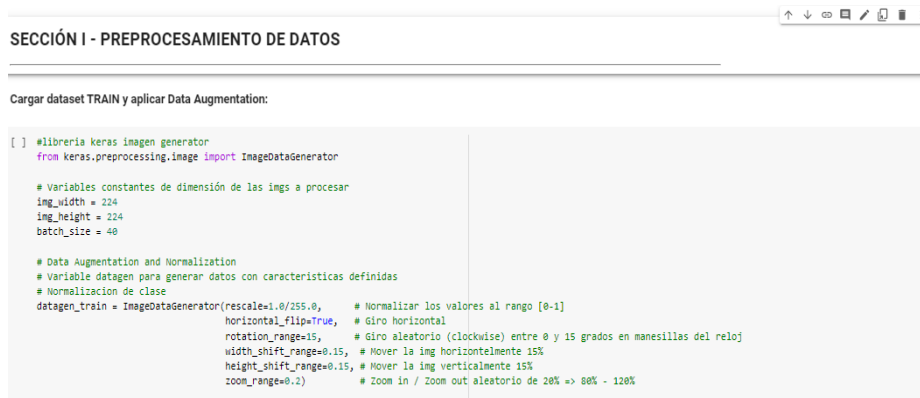 SECCIÓN I - PREPROCESAMIENTO DE DATOS
Cargar dataset TRAIN y aplicar Data Augmentation:
[ ] #libreria keras imagen generator
from keras.preprocessing.image import ImageDataGenerator
# Variables constantes de dimensión de las imgs a procesar
img_width = 224
img_height = 224
batch_size = 40
# Data Augmentation and Normalization
# Variable datagen para generar datos con caracteristicas definidas
# Normalizacion de clase
datagen_train = ImageDataGenerator(rescale=1.0/255.0, # Normalizar los valores al rango [0-1]
horizontal_flip=True, # Giro horizontal
rotation_range=15, # Giro aleatorio (clockwise) entre 0 y 15 grados en manesillas del reloj
width_shift_range=0.15, # Mover la img horizontelmente 15%
height_shift_range=0.15, # Mover la img verticalmente 15%
zoom_range=0.2) # Zoom in / Zoom out aleatorio de 20% => 80% - 120%